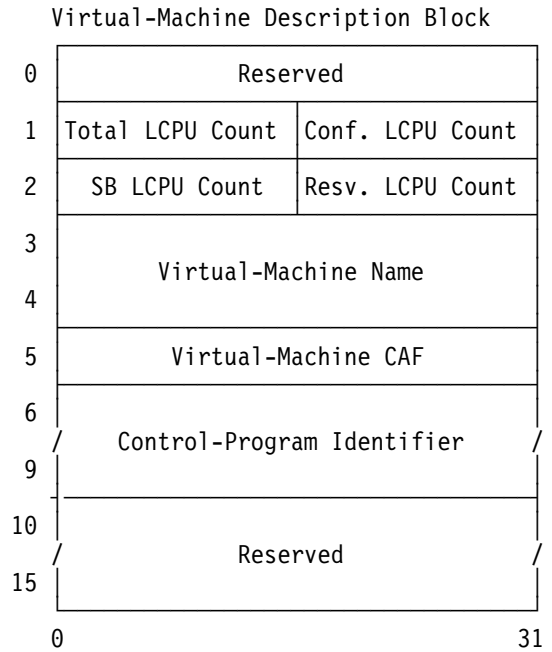 Virtual-Machine Description Block
0 Reserved
1 Total LCPU Count Conf. LCPU Count
2 SB LCPU Count Resv. LCPU Count
3
Virtual-Machine Name
4
5 Virtual-Machine CAF
6
/ Control-Program Identifier /
9
10
/ Reserved /
15
0 31